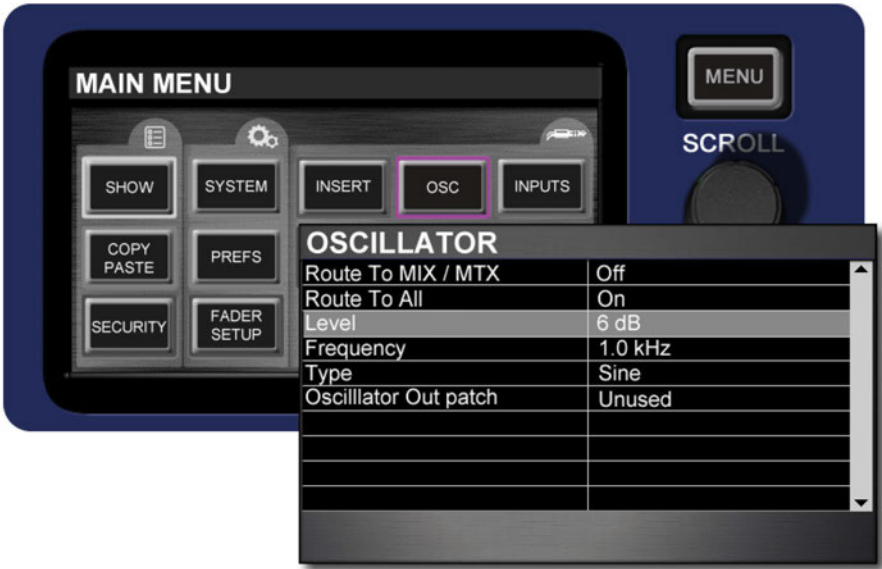 MAIN MENU
MENU
SCROLL
SHOW
SYSTEM
INSERT
OSC
INPUTS
COPY
PASTE
PREFS
SECURITY
FADER
SETUP
OSCILLATOR
Route To MIX / MTX Off
Route To All On
Level 6 dB
Frequency 1.0 kHz
Type Sine
Oscilllator Out patch Unused